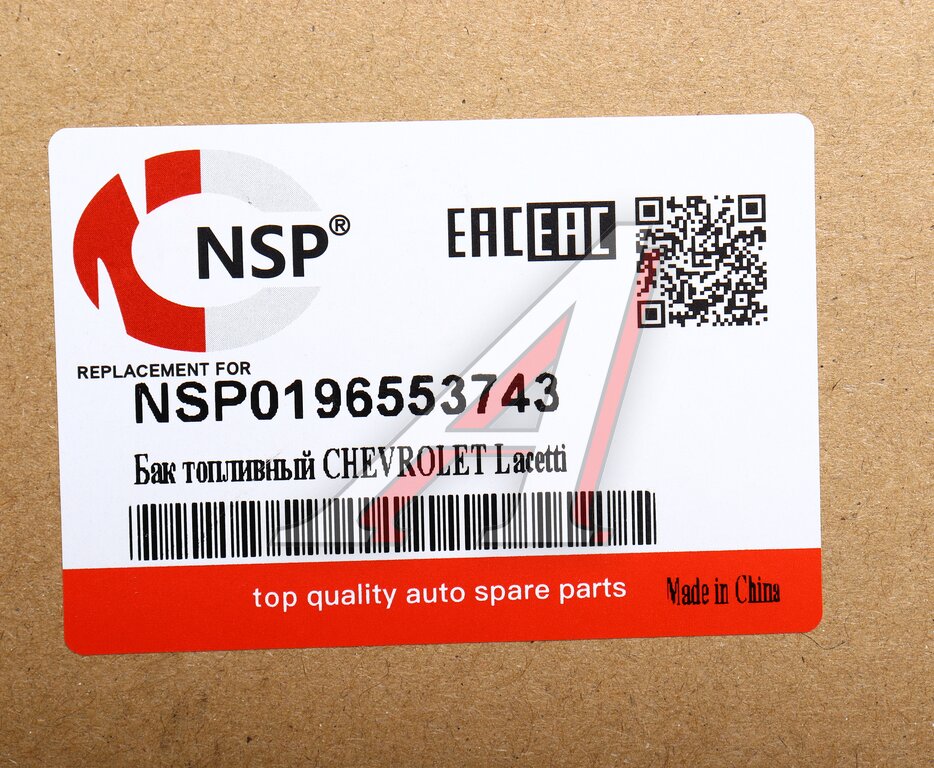 NSP®
EAC EAC
REPLACEMENT FOR
NSP0196553743
Бак топливный CHEVROLET Lacetti
top quality auto spare parts
Made in China